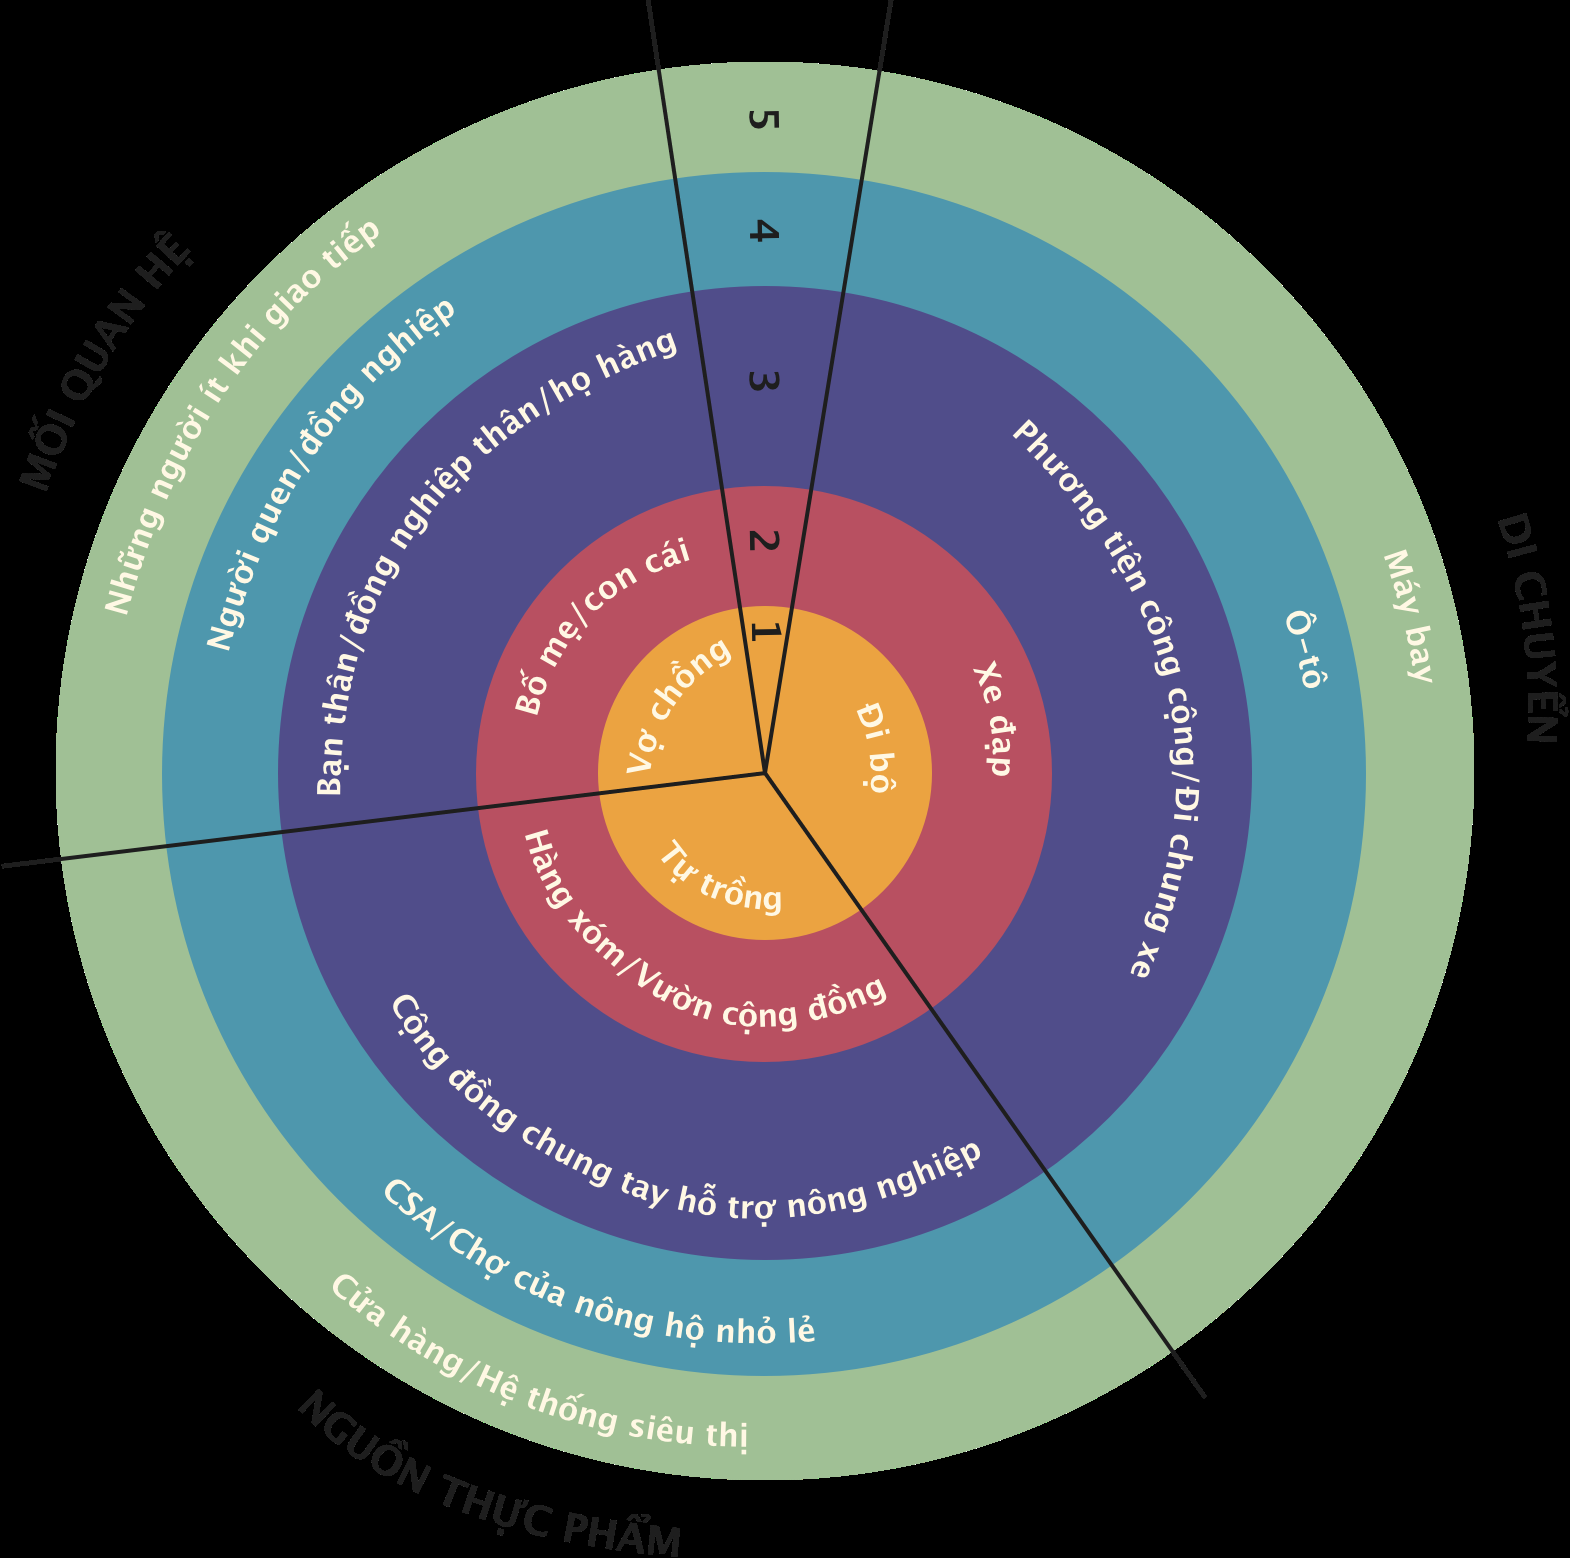 5
4
3
2
1
MỐI QUAN HỆ
Những người ít khi giao tiếp
Người quen/đồng nghiệp
Bạn thân/đồng nghiệp thân/họ hàng
Bố mẹ/con cái
Vợ chồng
DI CHUYỂN
Máy bay
Ô-tô
Phương tiện công cộng/Đi chung xe
Xe đạp
Đi bộ
Tự trồng
Hàng xóm/Vườn cộng đồng
Cộng đồng chung tay hỗ trợ nông nghiệp
CSA/Chợ của nông hộ nhỏ lẻ
Cửa hàng/Hệ thống siêu thị
NGUỒN THỰC PHẨM